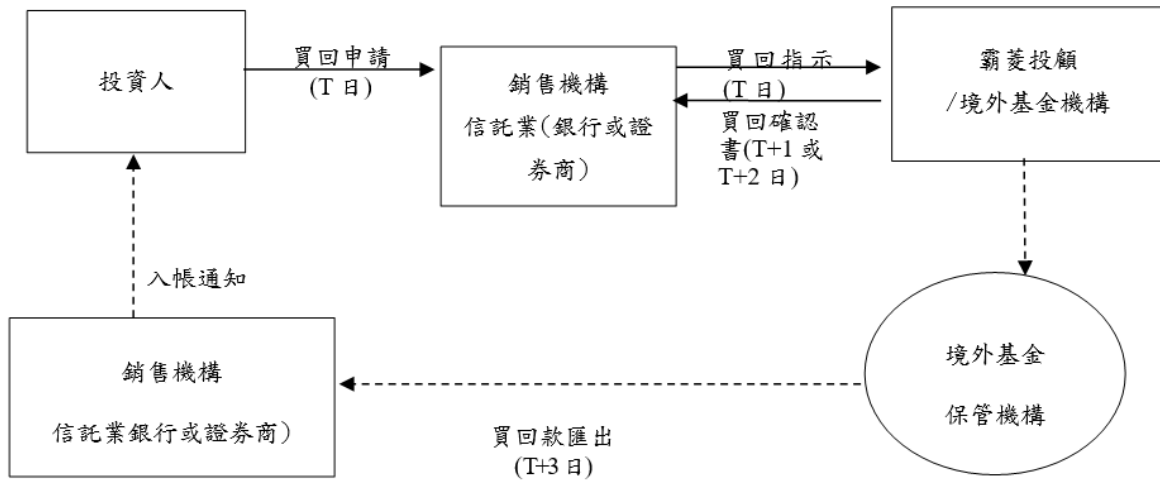 投資人
買回申請
(T 日)
銷售機構
信託業(銀行或證
券商)
買回指示
(T 日)
買回確認
書(T+1 或
T+2 日)
霸菱投顧
/境外基金機構
入帳通知
銷售機構
信託業銀行或證券商)
買回款匯出
(T+3 日)
境外基金
保管機構